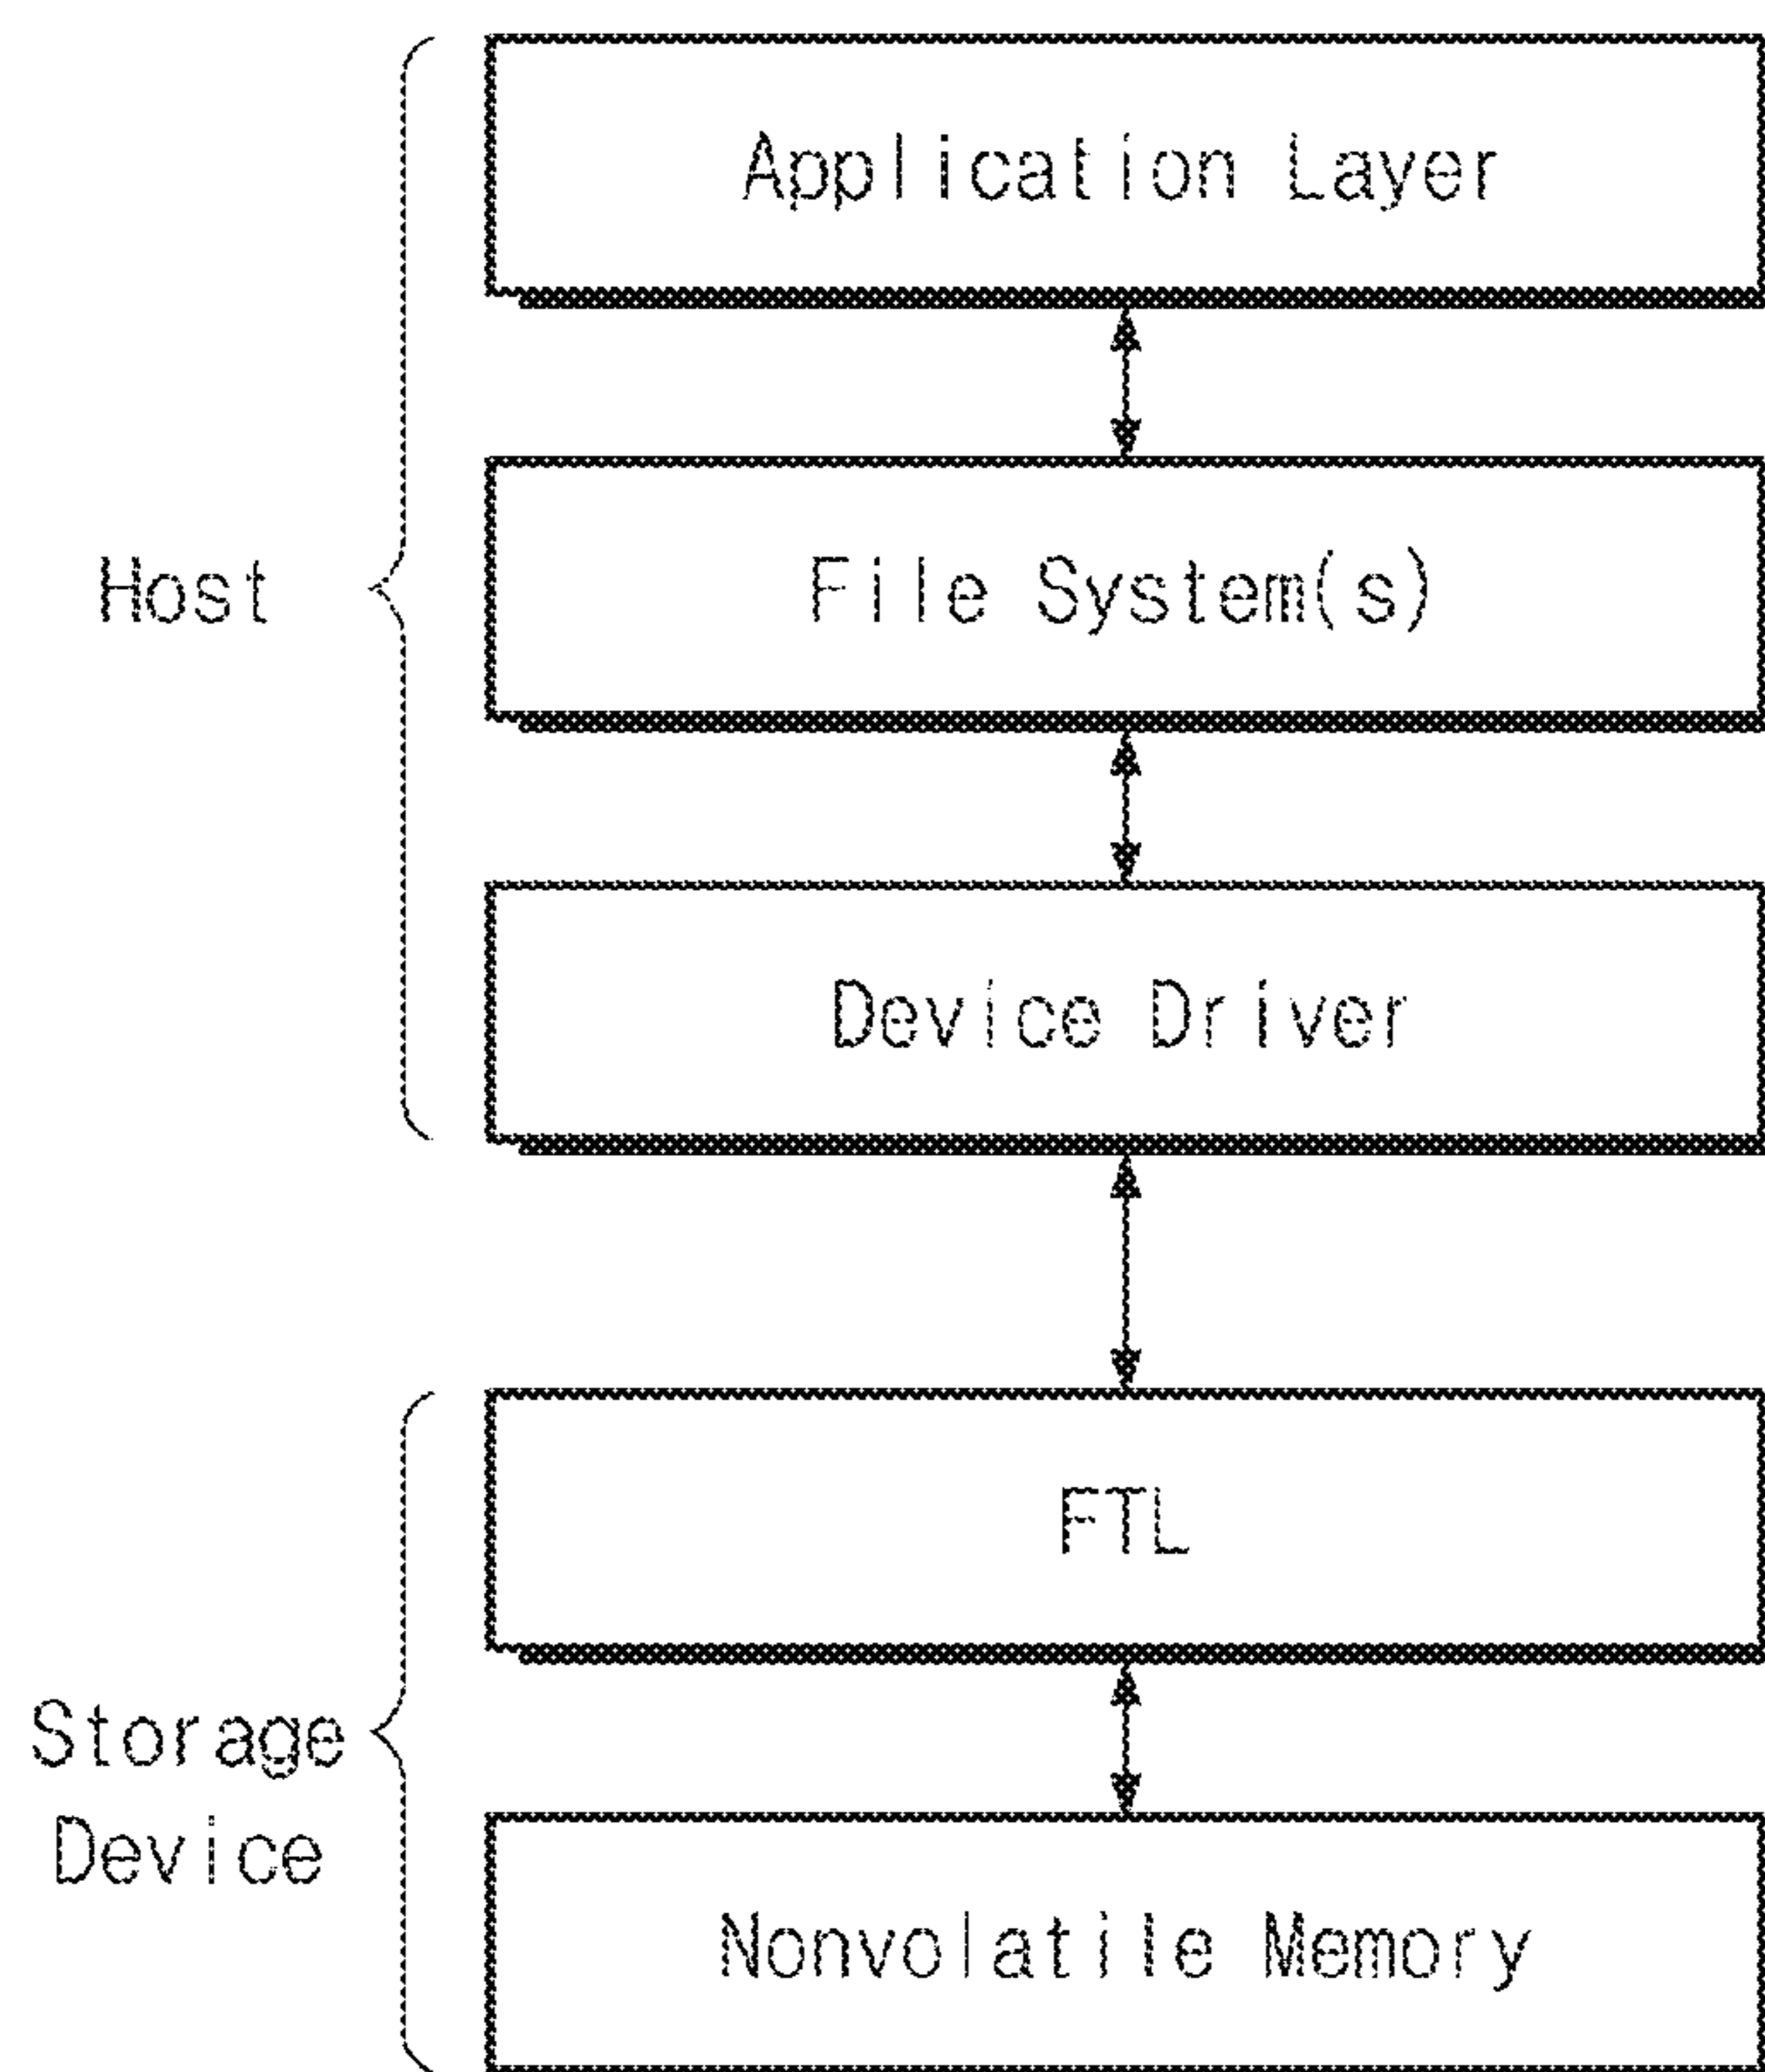 Application Layer
File System(s)
Host
Device Driver
FTL
Storage
Device
Nonvolatile Memory